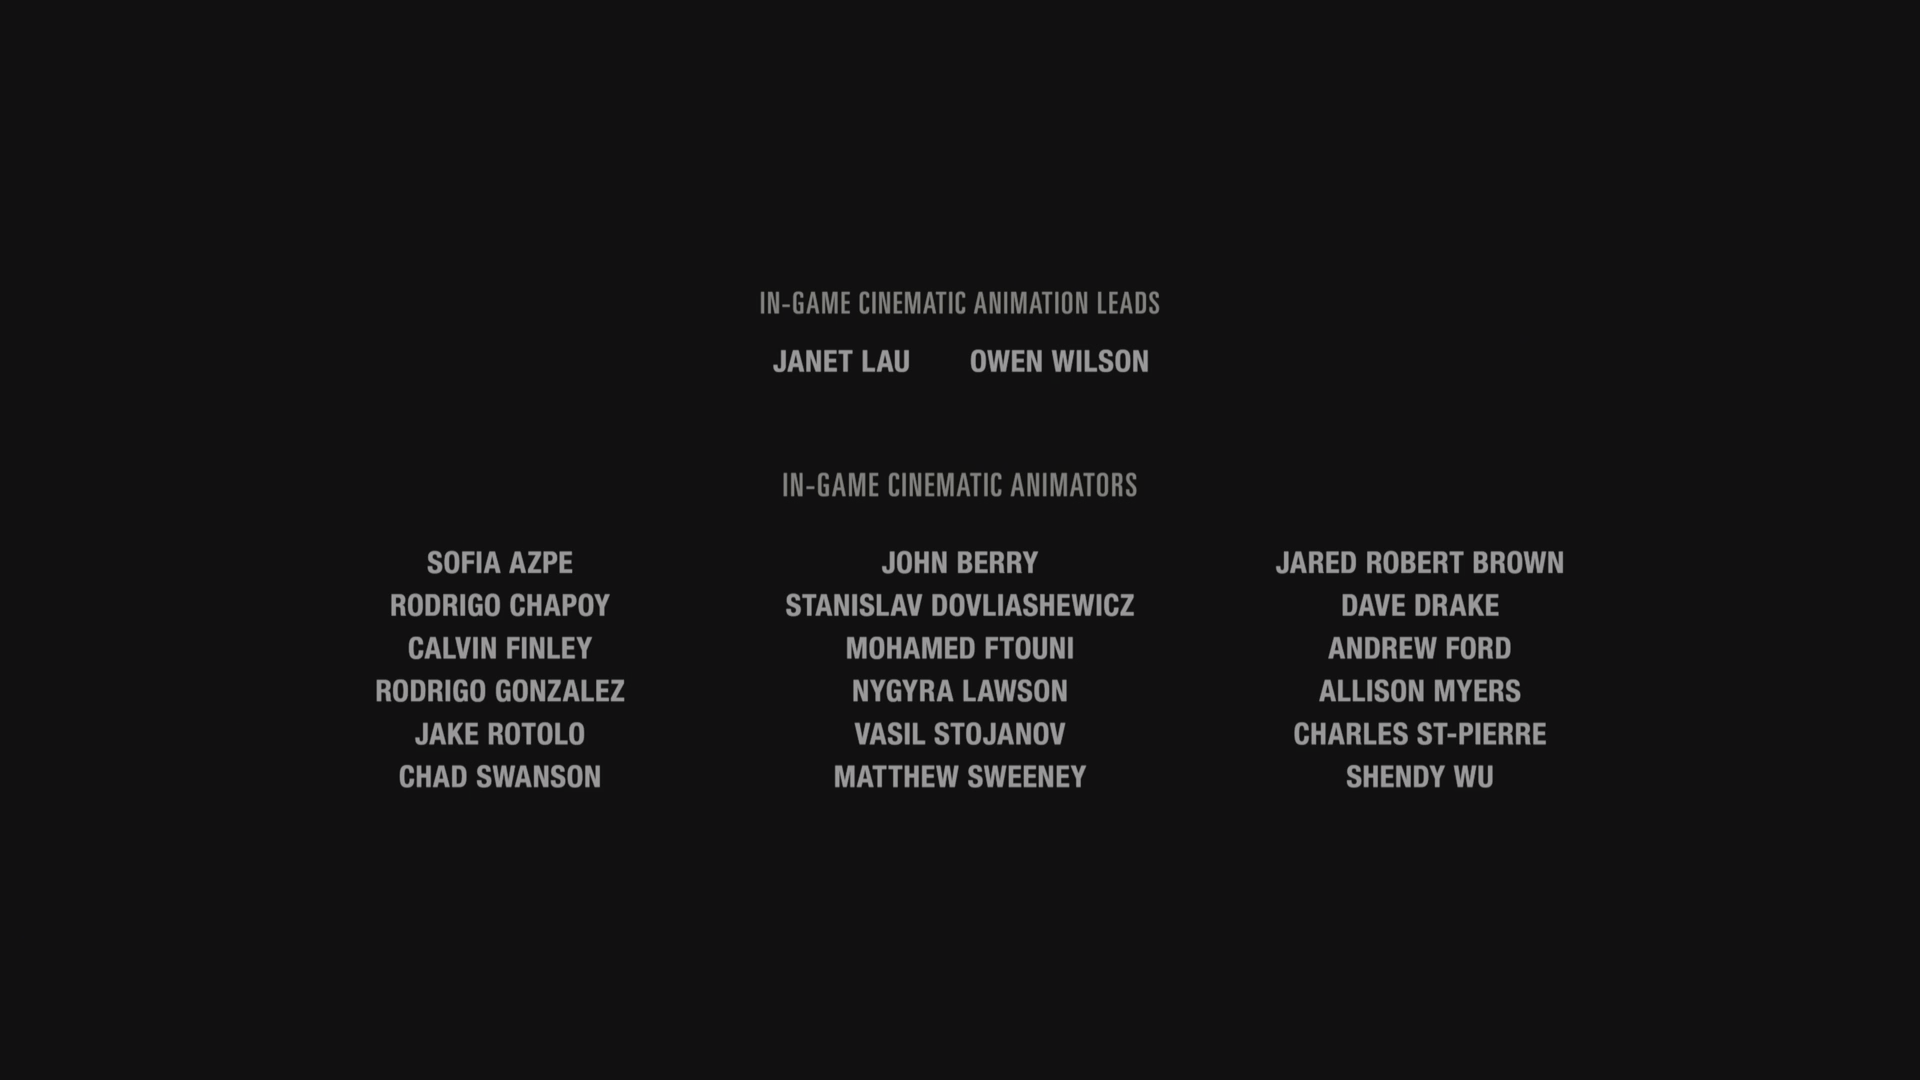 IN-GAME CINEMATIC ANIMATION LEADS
JANET LAU OWEN WILSON
IN-GAME CINEMATIC ANIMATORS
SOFIA AZPE JOHN BERRY JARED ROBERT BROWN
RODRIGO CHAPOY STANISLAV DOVLIASHEWICZ DAVE DRAKE
CALVIN FINLEY MOHAMED FTOUNI ANDREW FORD
RODRIGO GONZALEZ NYGYRA LAWSON ALLISON MYERS
JAKE ROTOLO VASIL STOJANOV CHARLES ST-PIERRE
CHAD SWANSON MATTHEW SWEENEY SHENDY WU